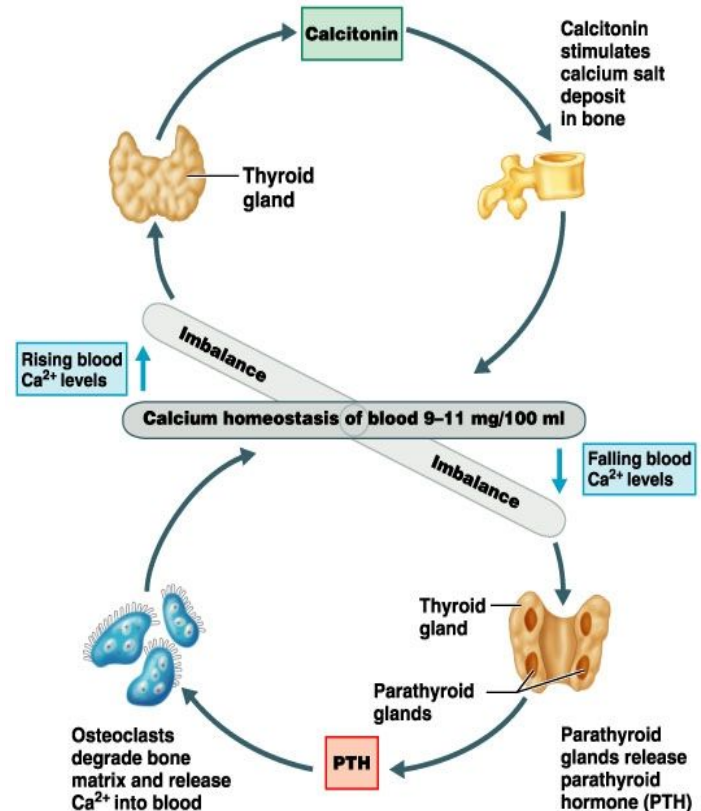 Calcitonin
Calcitonin
stimulates
calcium salt
deposit
in bone
Thyroid
gland
Imbalance
Rising blood
Ca²⁺ levels
Calcium homeostasis of blood 9–11 mg/100 ml
Imbalance
Falling blood
Ca²⁺ levels
Thyroid
gland
Parathyroid
glands
Osteoclasts
degrade bone
matrix and release
Ca²⁺ into blood
PTH
Parathyroid
glands release
parathyroid
hormone (PTH)